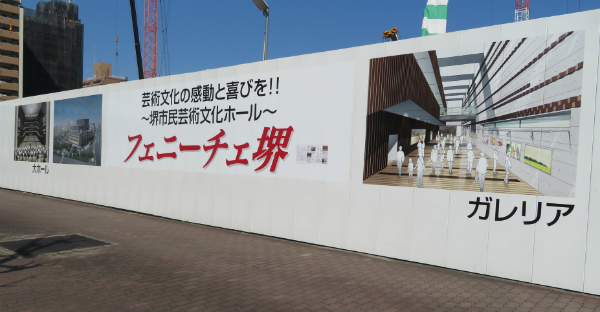 芸術文化の感動と喜びを!!
～堺市民芸術文化ホール～
フェニーチェ堺
大ホール
ガレリア